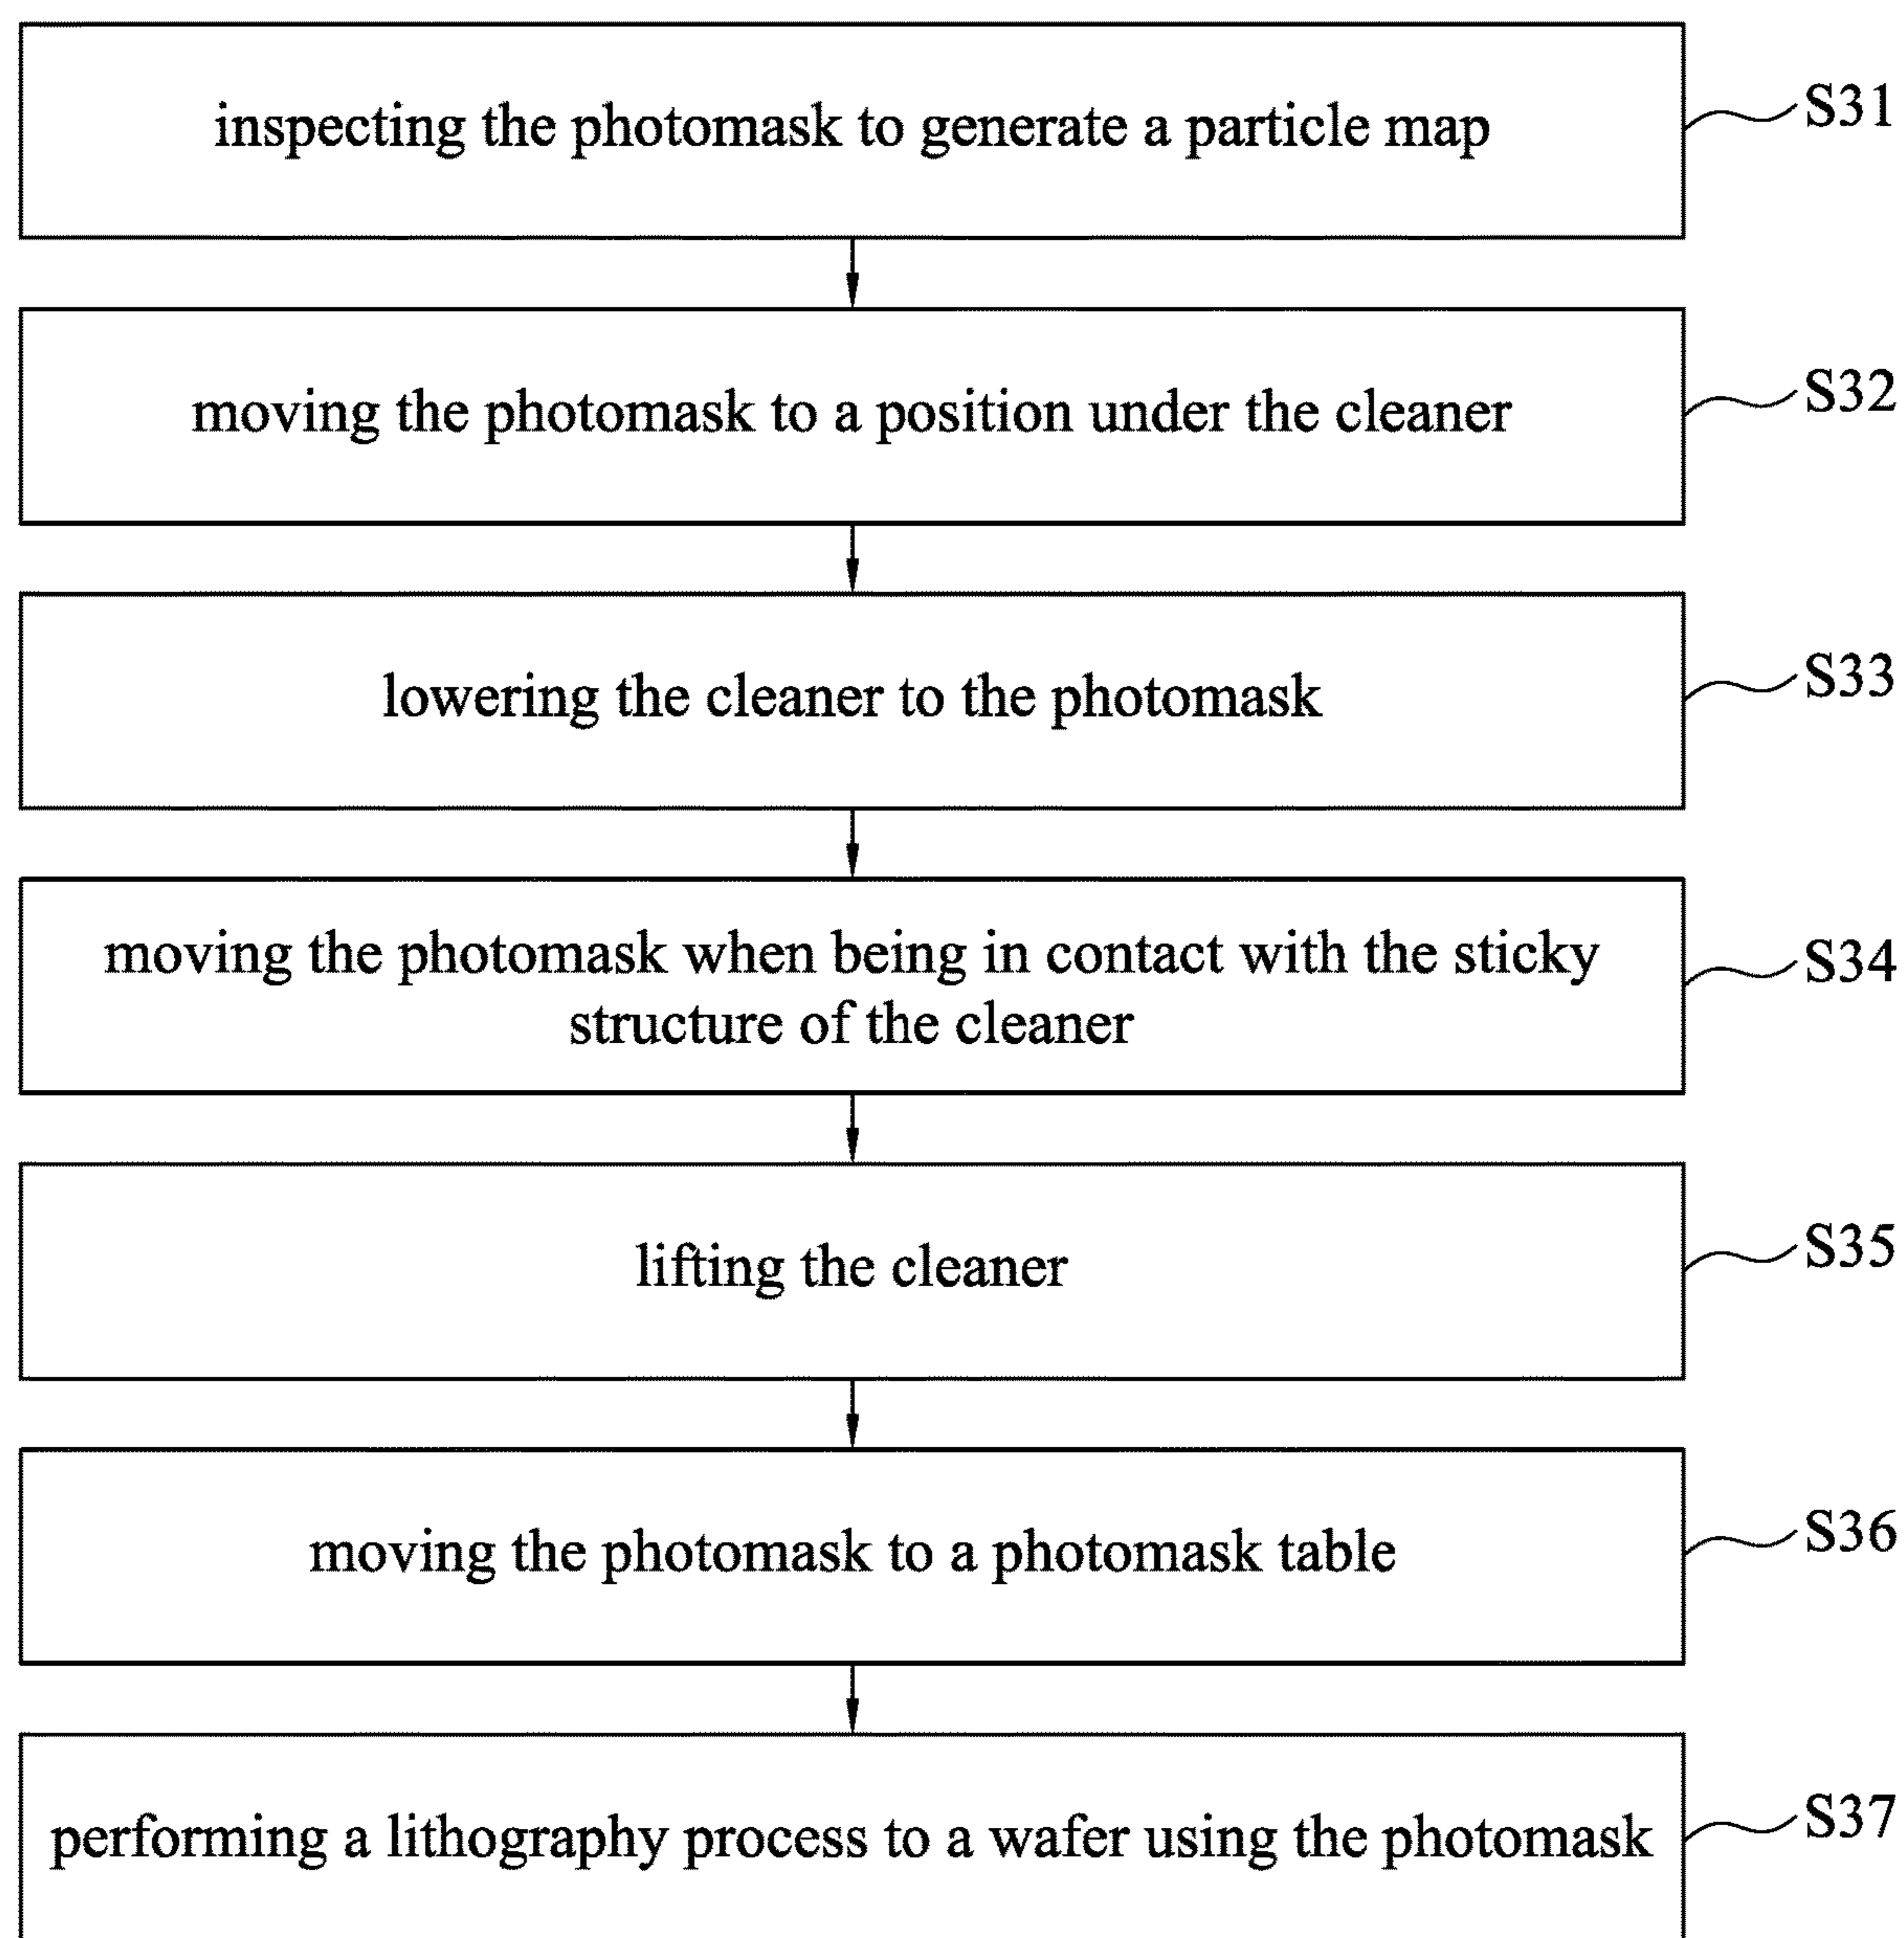 inspecting the photomask to generate a particle map
S31
moving the photomask to a position under the cleaner
S32
lowering the cleaner to the photomask
S33
moving the photomask when being in contact with the sticky
structure of the cleaner
S34
lifting the cleaner
S35
moving the photomask to a photomask table
S36
performing a lithography process to a wafer using the photomask
S37